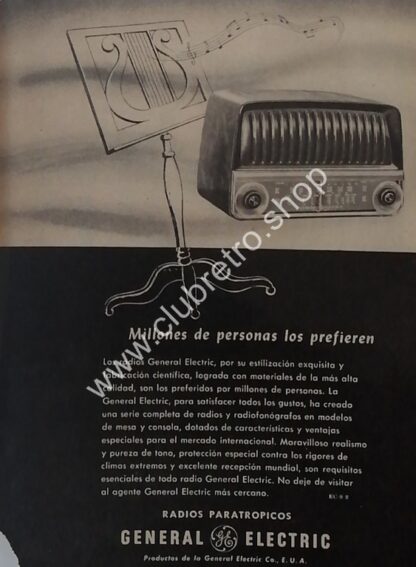 Millones de personas los prefieren
Los radios General Electric, por su estilización exquisita y
fabricación científica, lograda con materiales de la más alta
calidad, son los preferidos por millones de personas. La
General Electric, para satisfacer todos los gustos, ha creado
una serie completa de radios y radiofonógrafos en modelos
de mesa y consola, dotados de características y ventajas
especiales para el mercado internacional. Maravilloso realismo
y pureza de tono, protección especial contra los rigores de
climas extremos y excelente recepción mundial, son requisitos
esenciales de todo radio General Electric. No deje de visitar
al agente General Electric más cercano.
RADIOS PARATROPICOS
GENERAL GE ELECTRIC
Productos de la General Electric Co., E.U.A.
www.clubretro.shop